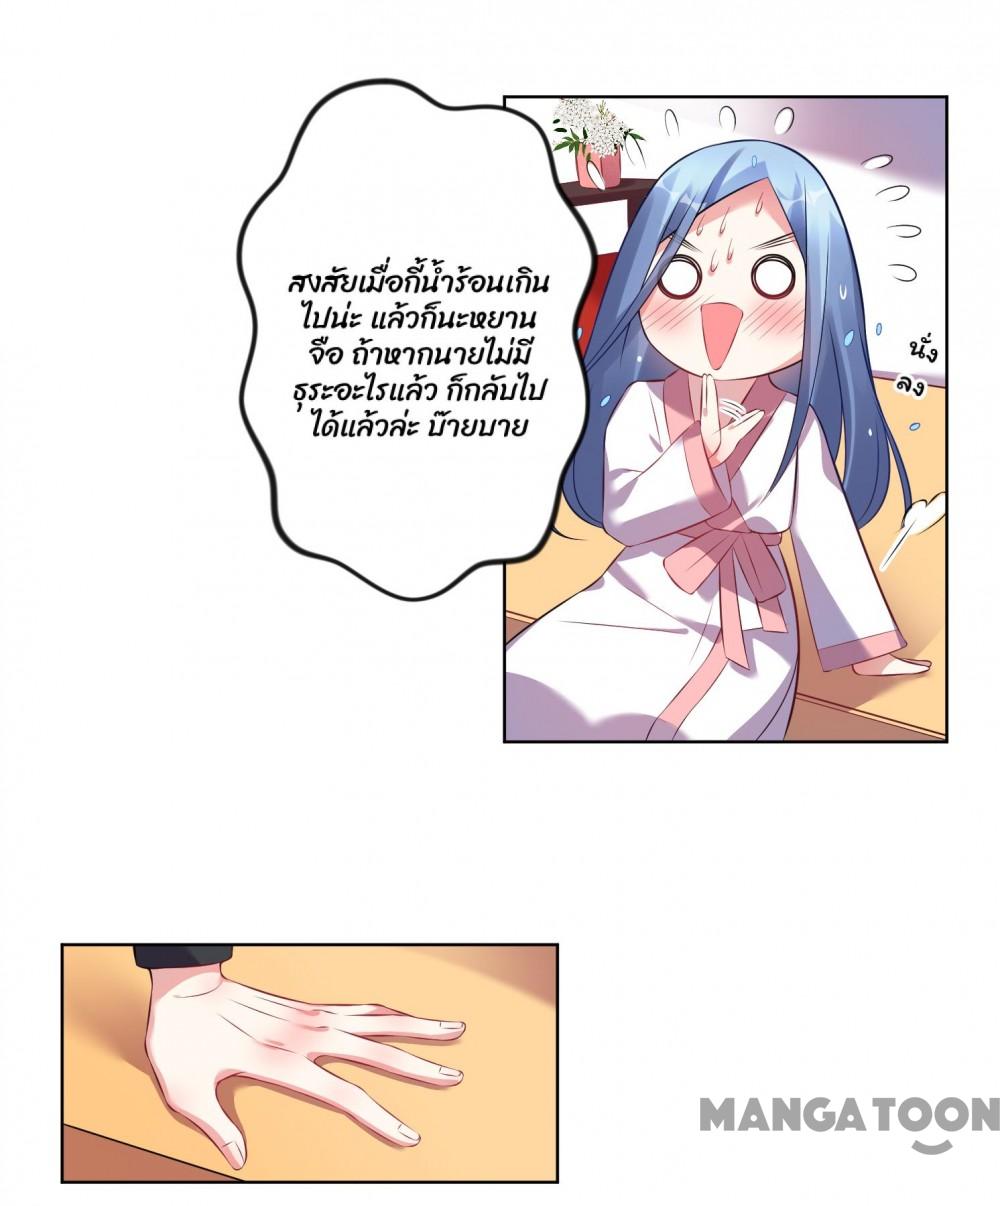 สงสัยเมื่อกี้น้ำร้อนเกิน
ไปน่ะ แล้วก็นะหยาน
จือ ถ้าหากนายไม่มี
ธุระอะไรแล้ว ก็กลับไป
ได้แล้วล่ะ บ๊ายบาย
นั่ง
ลง
MANGATOON